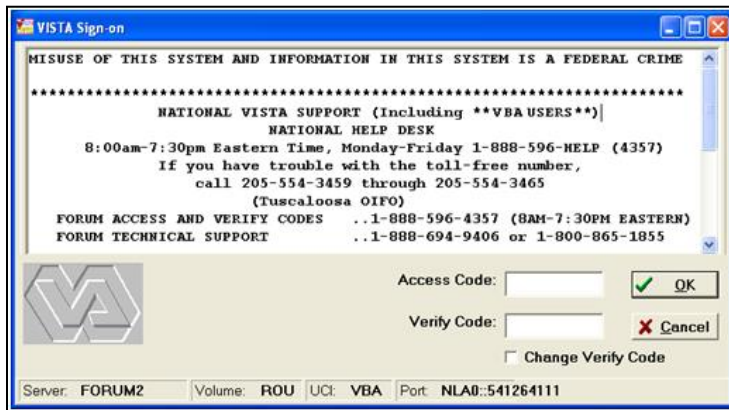 VISTA Sign-on
MISUSE OF THIS SYSTEM AND INFORMATION IN THIS SYSTEM IS A FEDERAL CRIME
***********************************************************************
NATIONAL VISTA SUPPORT (Including **VBA USERS**)
NATIONAL HELP DESK
8:00am-7:30pm Eastern Time, Monday-Friday 1-888-596-HELP (4357)
If you have trouble with the toll-free number,
call 205-554-3459 through 205-554-3465
(Tuscaloosa OIFO)
FORUM ACCESS AND VERIFY CODES ..1-888-596-4357 (8AM-7:30PM EASTERN)
FORUM TECHNICAL SUPPORT ..1-888-694-9406 or 1-800-865-1855
VA
Access Code:
OK
Verify Code:
Cancel
Change Verify Code
Server: FORUM2 Volume: ROU UCI: VBA Port: NLA0::541264111